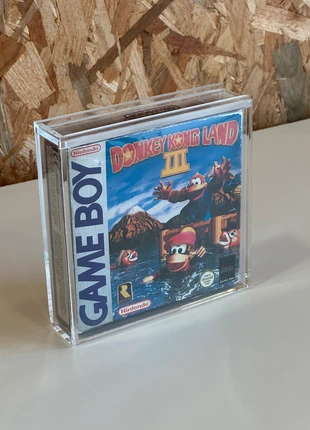 Nintendo
DONKEY KONG LAND
III
GAME BOY
Nintendo